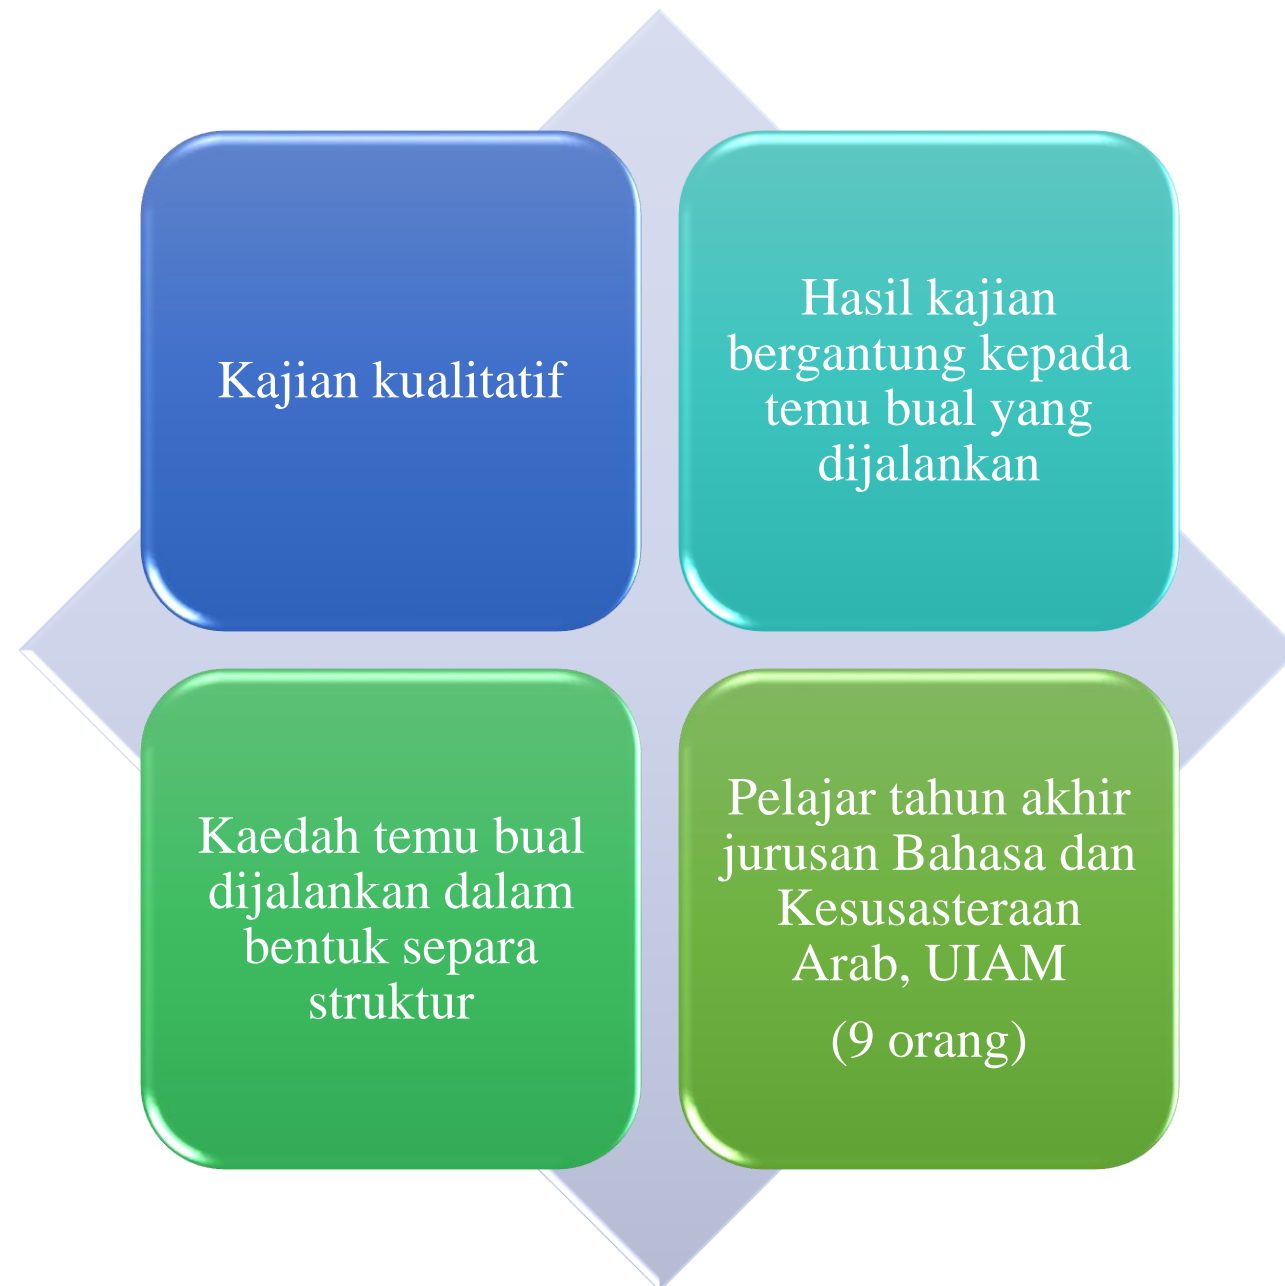 Kajian kualitatif
Hasil kajian
bergantung kepada
temu bual yang
dijalankan
Kaedah temu bual
dijalankan dalam
bentuk separa
struktur
Pelajar tahun akhir
jurusan Bahasa dan
Kesusasteraan
Arab, UIAM
(9 orang)